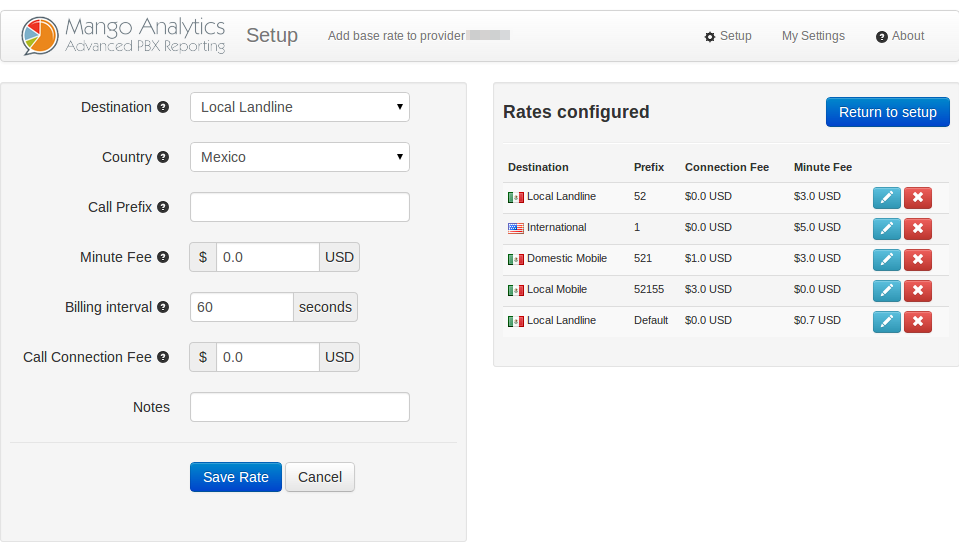 Mango Analytics
Advanced PBX Reporting
Setup
Add base rate to provider
Setup
My Settings
About
Destination
Local Landline
Country
Mexico
Call Prefix
Minute Fee
$ 0.0 USD
Billing interval
60 seconds
Call Connection Fee
$ 0.0 USD
Notes
Save Rate
Cancel
Rates configured
Return to setup
Destination Prefix Connection Fee Minute Fee
Local Landline 52 $0.0 USD $3.0 USD
International 1 $0.0 USD $5.0 USD
Domestic Mobile 521 $1.0 USD $3.0 USD
Local Mobile 52155 $3.0 USD $0.0 USD
Local Landline Default $0.0 USD $0.7 USD